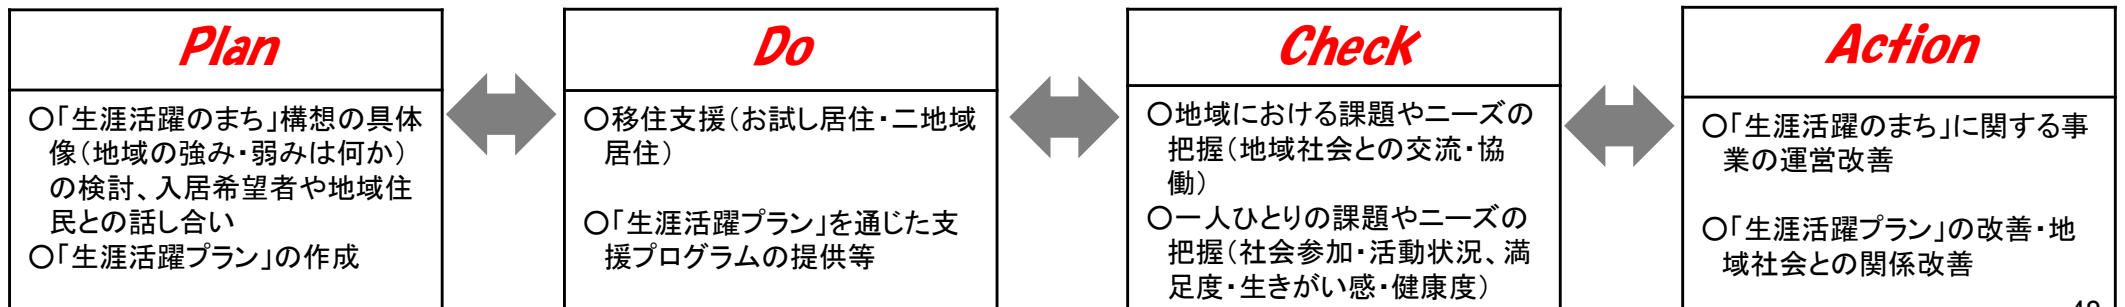 Plan
〇「生涯活躍のまち」構想の具体
像(地域の強み・弱みは何か)
の検討、入居希望者や地域住
民との話し合い
〇「生涯活躍プラン」の作成
Do
〇移住支援(お試し居住・二地域
居住)
〇「生涯活躍プラン」を通じた支
援プログラムの提供等
Check
〇地域における課題やニーズの
把握(地域社会との交流・協
働)
〇一人ひとりの課題やニーズの
把握(社会参加・活動状況、満
足度・生きがい感・健康度)
Action
〇「生涯活躍のまち」に関する事
業の運営改善
〇「生涯活躍プラン」の改善・地
域社会との関係改善